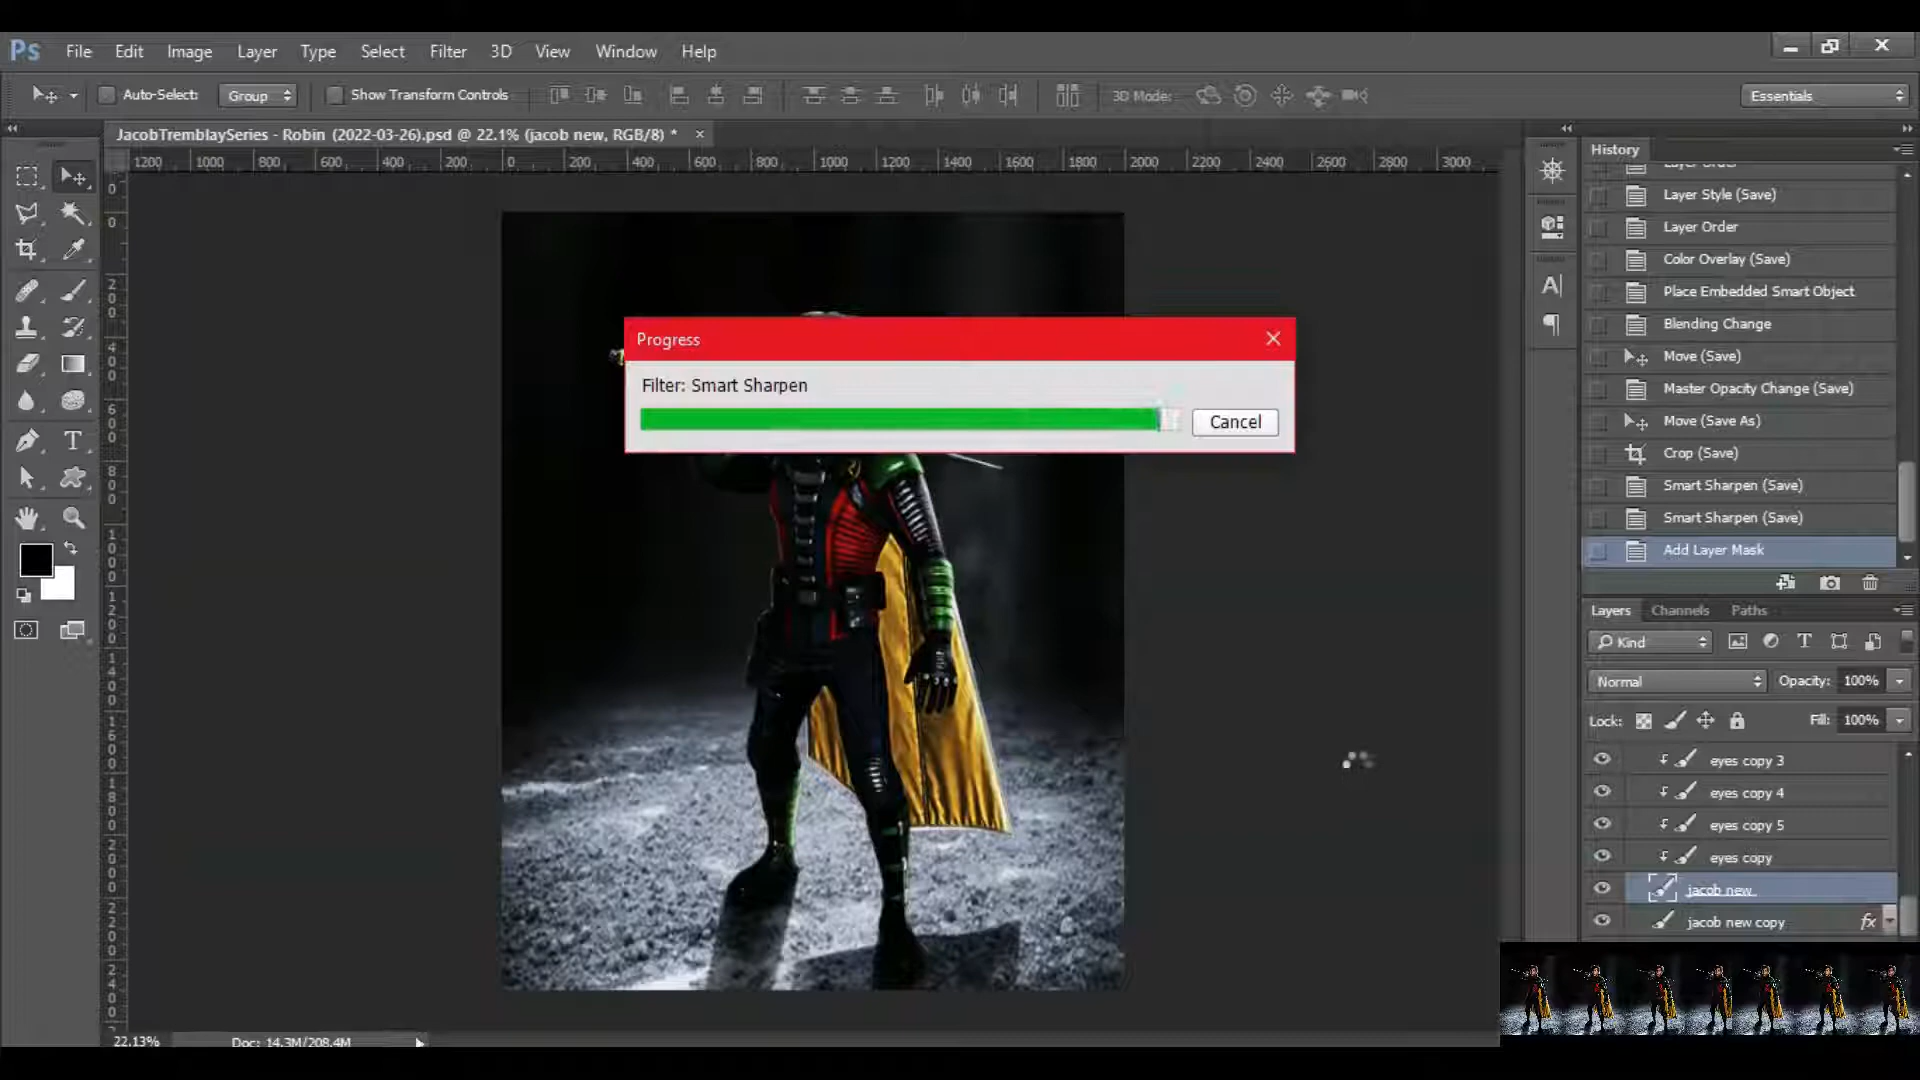 Ps File Edit Image Layer Type Select Filter 3D View Window Help
Auto-Select: Group Show Transform Controls 3D Mode: Essentials
JacobTremblaySeries - Robin (2022-03-26).psd @ 22.1% (jacob new, RGB/8) *
1200 1000 800 600 400 200 0 200 400 600 800 1000 1200 1400 1600 1800 2000 2200 2400 2600 2800 3000
Progress
Filter: Smart Sharpen
Cancel
History
Layer Order
Layer Style (Save)
Layer Order
Color Overlay (Save)
Place Embedded Smart Object
Blending Change
Move (Save)
Master Opacity Change (Save)
Move (Save As)
Crop (Save)
Smart Sharpen (Save)
Smart Sharpen (Save)
Add Layer Mask
Layers Channels Paths
Kind
Normal Opacity: 100%
Lock: Fill: 100%
eyes copy 3
eyes copy 4
eyes copy 5
eyes copy
jacob new
jacob new copy fx
22.13% Doc: 14.3M/208.4M